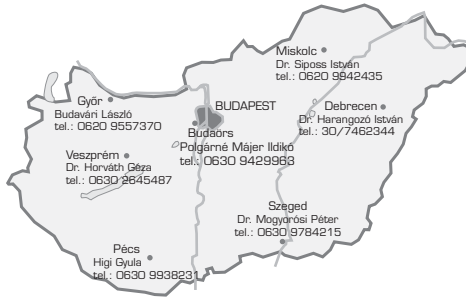 Miskolc
Dr. Siposs István
tel.: 0620 9942435
Győr
Budavári László
tel.: 0620 9557370
BUDAPEST
Debrecen
Dr. Harangozó István
tel.: 30/7462344
Budaörs
Polgárné Májer Ildikó
tel.: 0630 9429963
Veszprém
Dr. Horváth Géza
tel.: 0630 2645487
Szeged
Dr. Mogyorósi Péter
tel.: 0630 9784215
Pécs
Higi Gyula
tel.: 0630 9938231